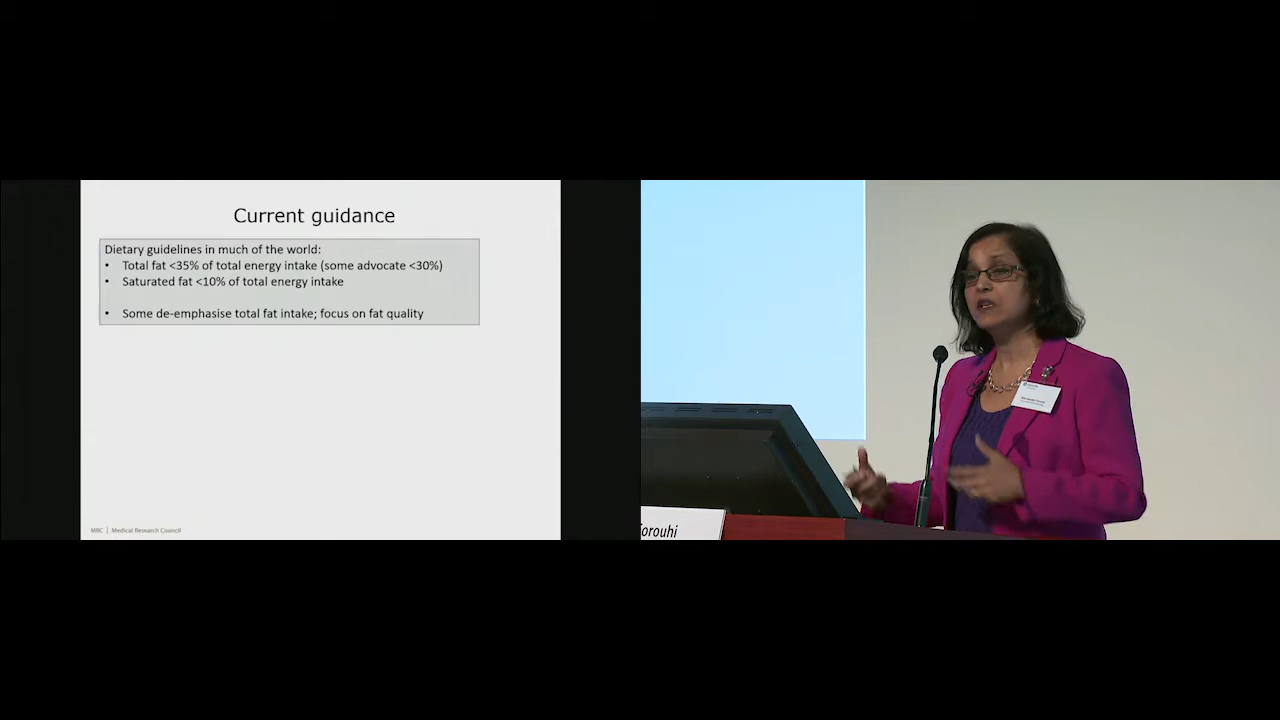 Current guidance
Dietary guidelines in much of the world:
• Total fat <35% of total energy intake (some advocate <30%)
• Saturated fat <10% of total energy intake
• Some de-emphasise total fat intake; focus on fat quality
MRC | Medical Research Council
orouhi